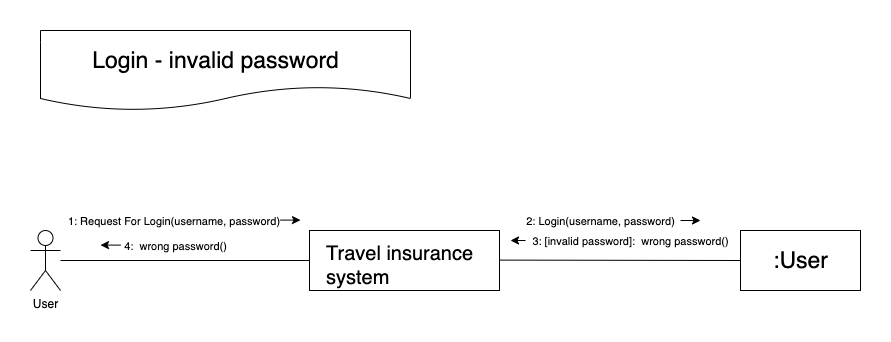 Login - invalid password
1: Request For Login(username, password)
2: Login(username, password)
4:  wrong password()
3: [invalid password]:  wrong password()
Travel insurance
system
:User
User